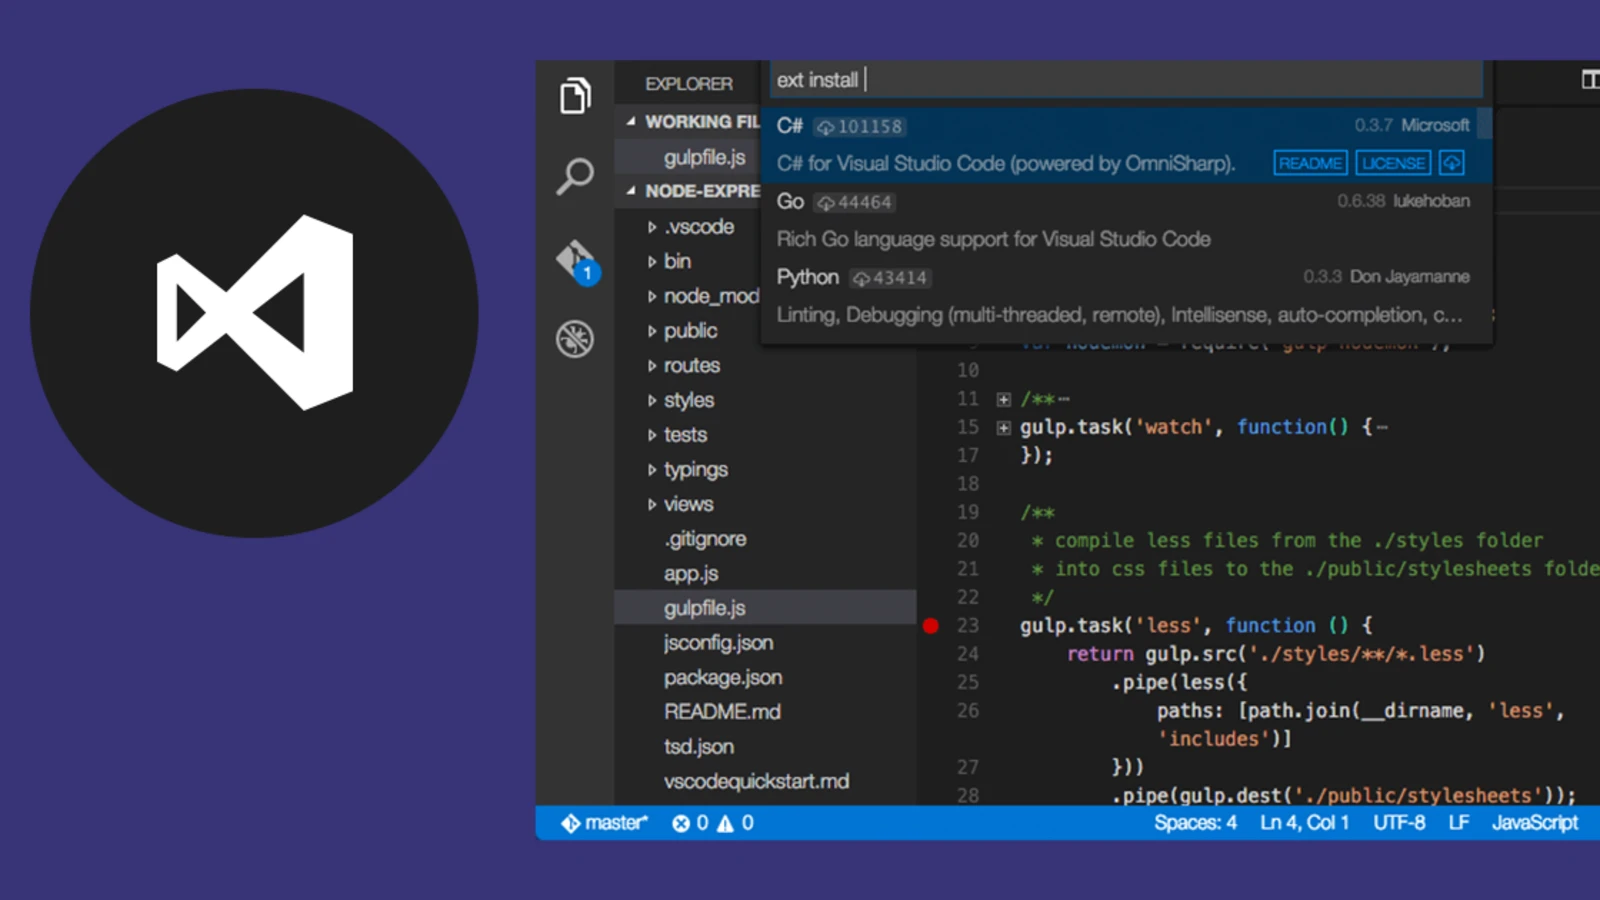 EXPLORER
WORKING FIL
gulpfile.js
NODE-EXPRE
.vscode
bin
node_mod
public
routes
styles
tests
typings
views
.gitignore
app.js
gulpfile.js
jsconfig.json
package.json
README.md
tsd.json
vscodequickstart.md
1
ext install
C# 101158 0.3.7 Microsoft
C# for Visual Studio Code (powered by OmniSharp). README LICENSE
Go 44464 0.6.38 lukehoban
Rich Go language support for Visual Studio Code
Python 43414 0.3.3 Don Jayamanne
Linting, Debugging (multi-threaded, remote), Intellisense, auto-completion, c...
10
11 /**
15 gulp.task('watch', function() {
17 });
18
19 /**
20 * compile less files from the ./styles folder
21 * into css files to the ./public/stylesheets folde
22 */
23 gulp.task('less', function () {
24 return gulp.src('./styles/**/*.less')
25 .pipe(less({
26 paths: [path.join(__dirname, 'less',
'includes')]
27 }))
28 .pipe(gulp.dest('./public/stylesheets'));
master* 0 0 Spaces: 4 Ln 4, Col 1 UTF-8 LF JavaScript